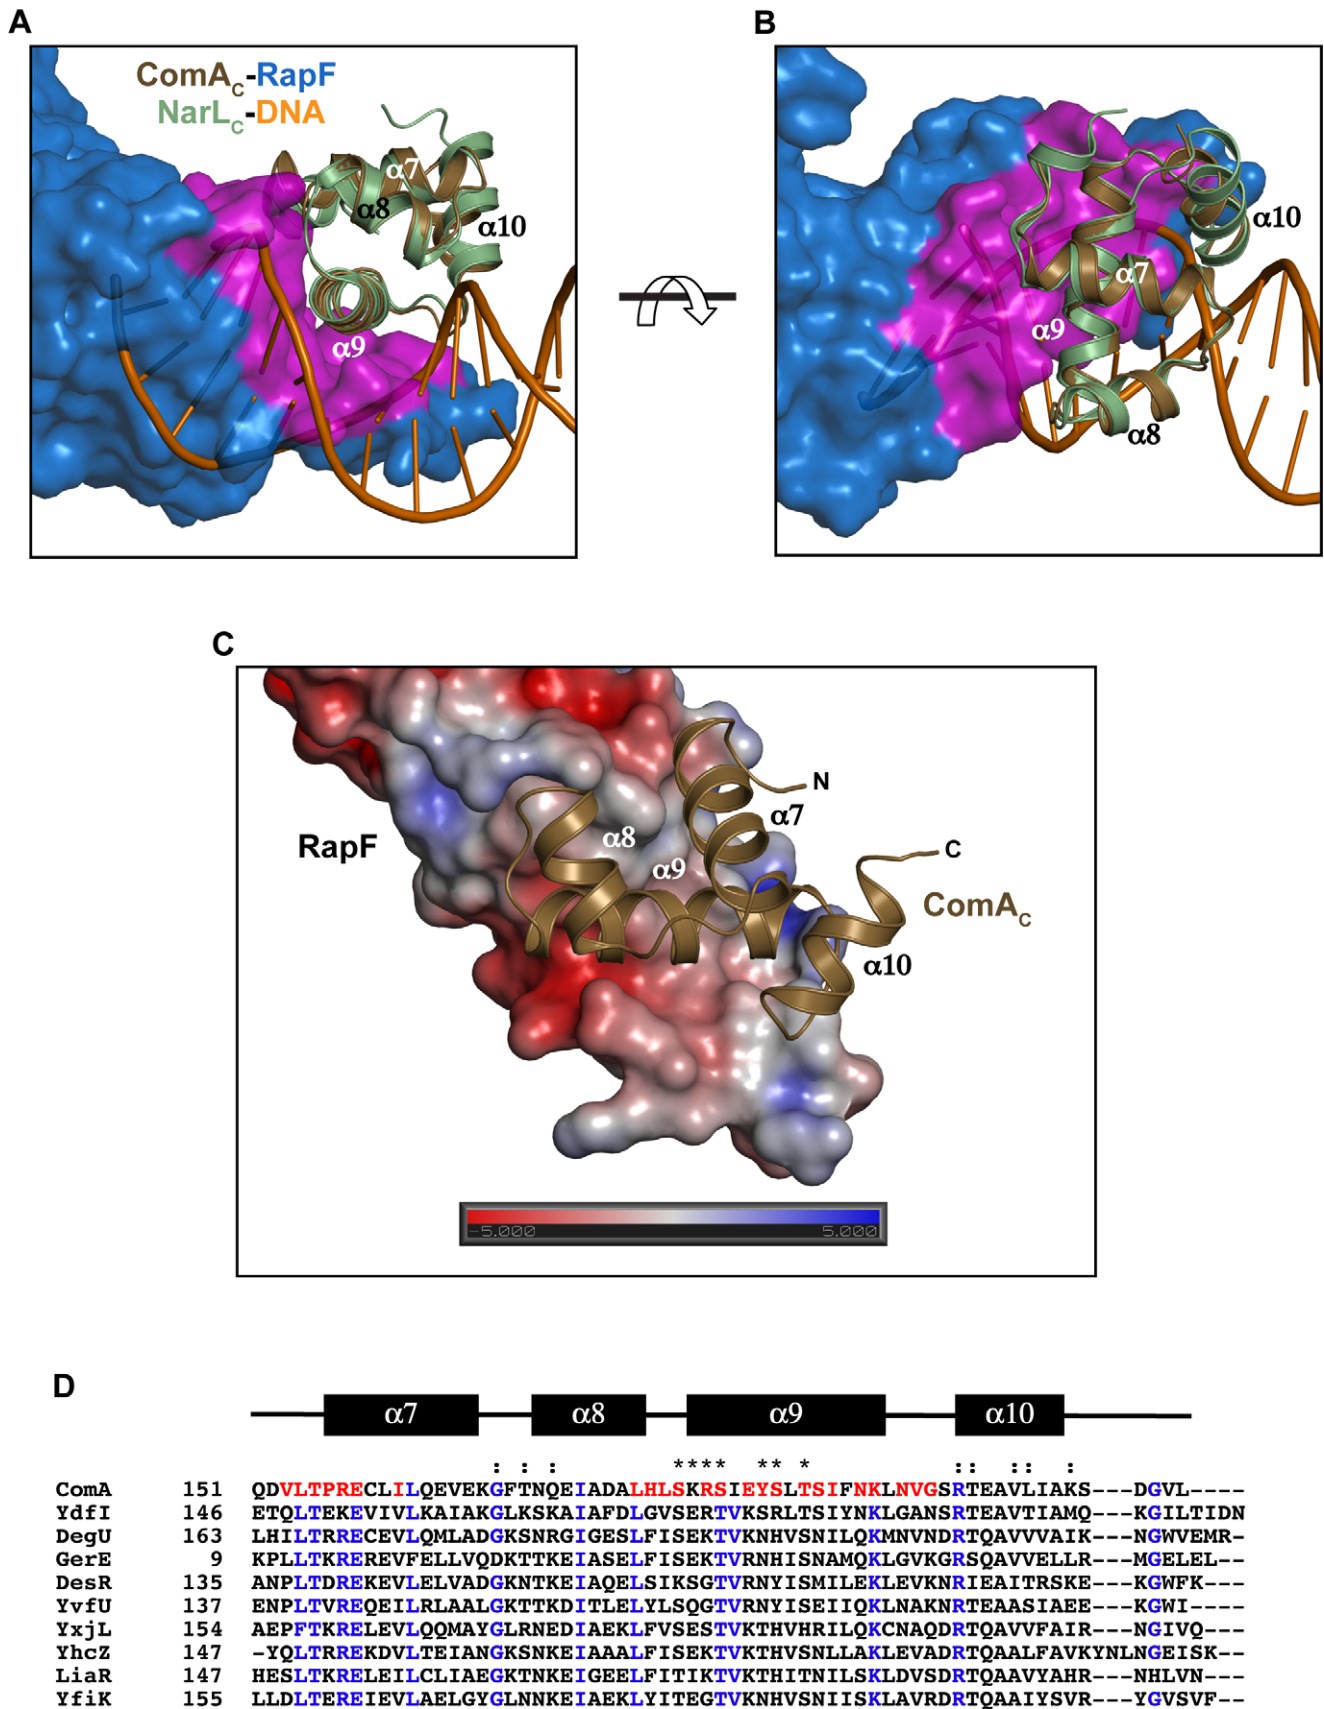 A
B
ComAC-RapF
NarLC-DNA
α7
α8
α10
α9
α10
α7
α9
α8
C
N
α7
α8
RapF
α9
C
ComAC
α10
-5.000 5.000
D
α7 α8 α9 α10
: : : **** ** * :: :: :
ComA 151 QDVLTPRECLILQEVEKGFTNQEIADALHLSKRSIEYSLTSIFNKLNVGSRTEAVLIAKS---DGVL----
YdfI 146 ETQLTEKEVIVLKAIAKGLKSKAIAFDLGVSERTVKSRLTSIYNKLGANSRTEAVTIAMQ---KGILTIDN
DegU 163 LHILTRRECEVLQMLADGKSNRGIGESLFISEKTVKNHVSNILQKMNVNDRTQAVVVAIK---NGWVEMR-
GerE 9 KPLLTKREREVFELLVQDKTTKEIASELFISEKTVRNHISNAMQKLGVKGRSQAVVELLR---MGELEL--
DesR 135 ANPLTDREKEVLELVADGKNTKEIAQELSIKSGTVRNYISMILEKLEVKNRIEAITRSKE---KGWFK---
YvfU 137 ENPLTVREQEILRLAALGKTTKDITLELYLSQGTVRNYISEIIQKLNAKNRTEAASIAEE---KGWI----
YxjL 154 AEPFTKRELEVLQQMAYGLRNEDIAEKLFVSESTVKTHVHRILQKCNAQDRTQAVVFAIR---NGIVQ---
YhcZ 147 -YQLTRREKDVLTEIANGKSNKEIAAALFISEKTVKTHVSNLLAKLEVADRTQAALFAVKYNLNGEISK--
LiaR 147 HESLTKRELEILCLIAEGKTNKEIGEELFITIKTVKTHITNILSKLDVSDRTQAAVYAHR---NHLVN---
YfiK 155 LLDLTEREIEVLAELGYGLNNKEIAEKLYITEGTVKNHVSNIISKLAVRDRTQAAIYSVR---YGVSVF--